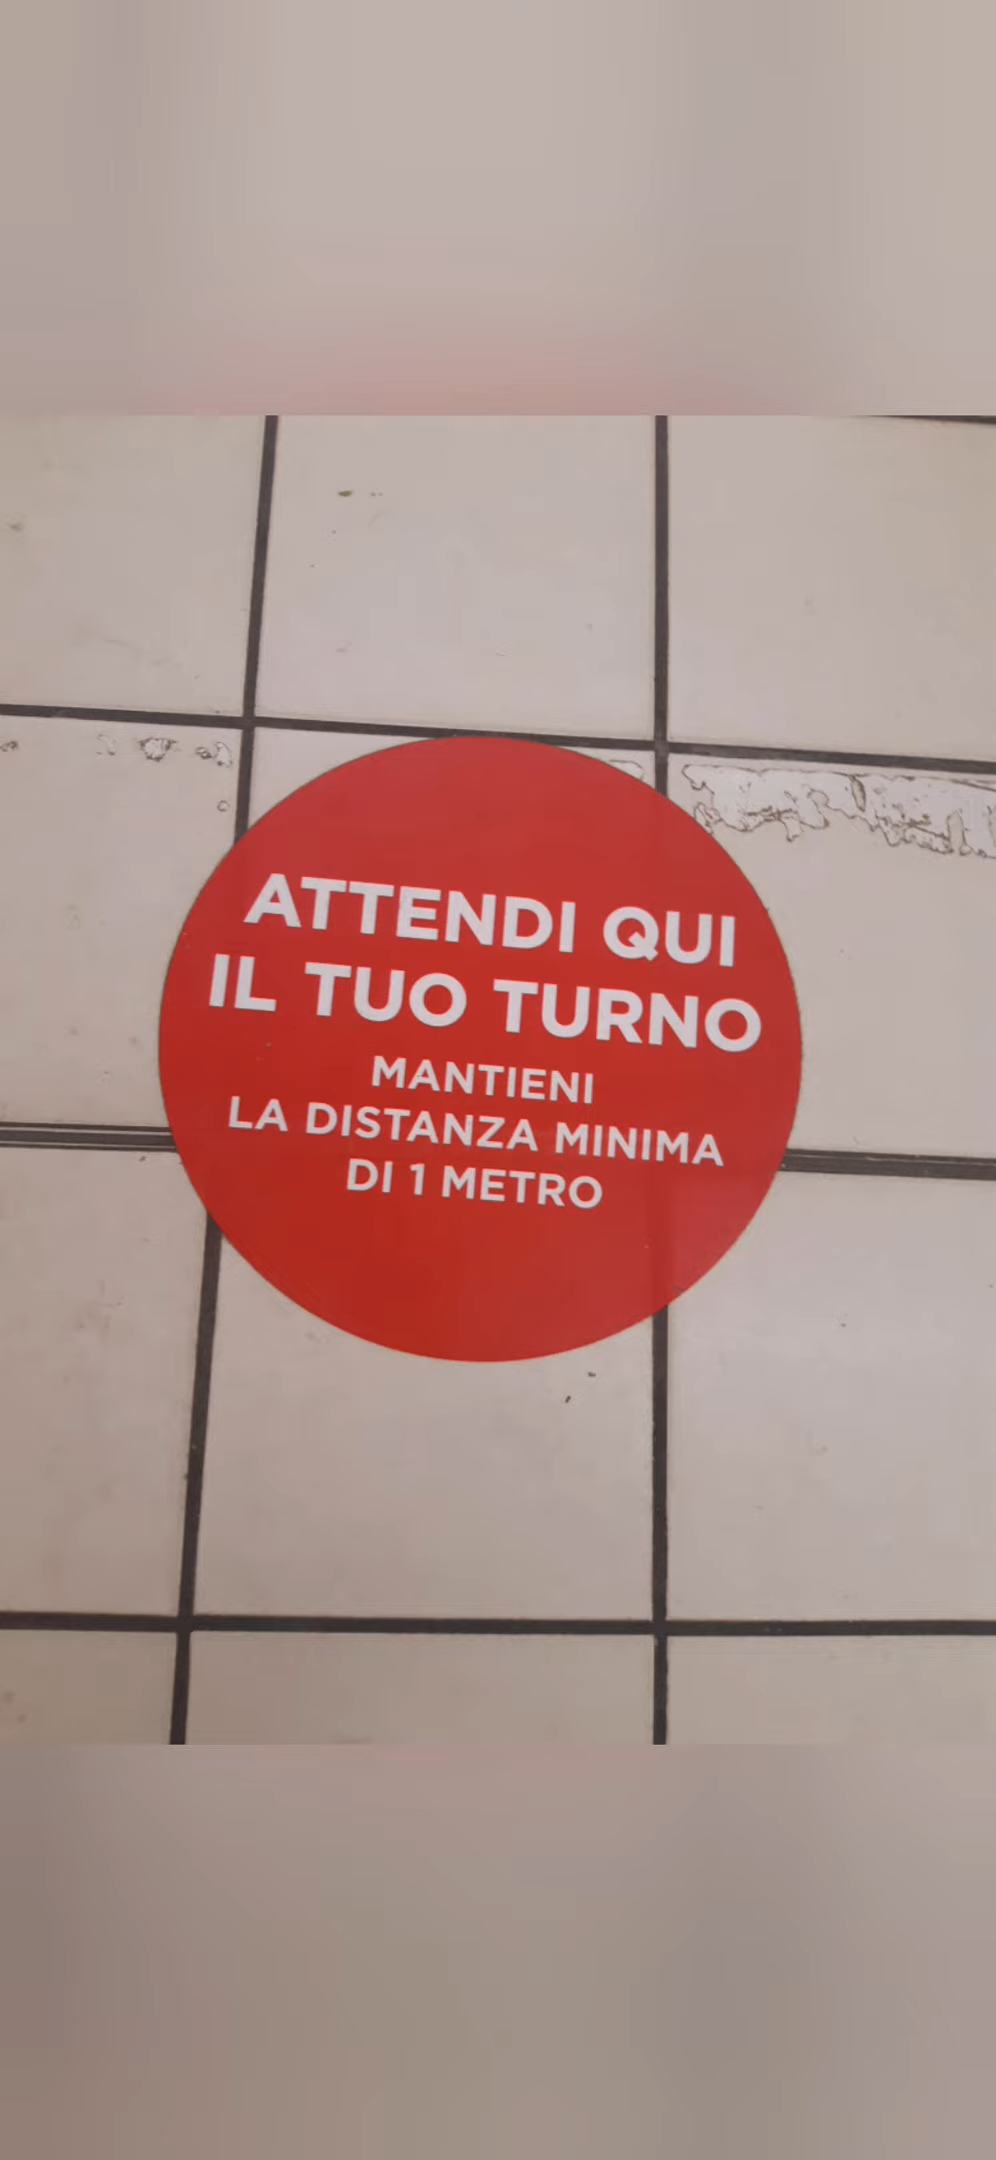 ATTENDI QUI
IL TUO TURNO
MANTIENI
LA DISTANZA MINIMA
DI 1 METRO